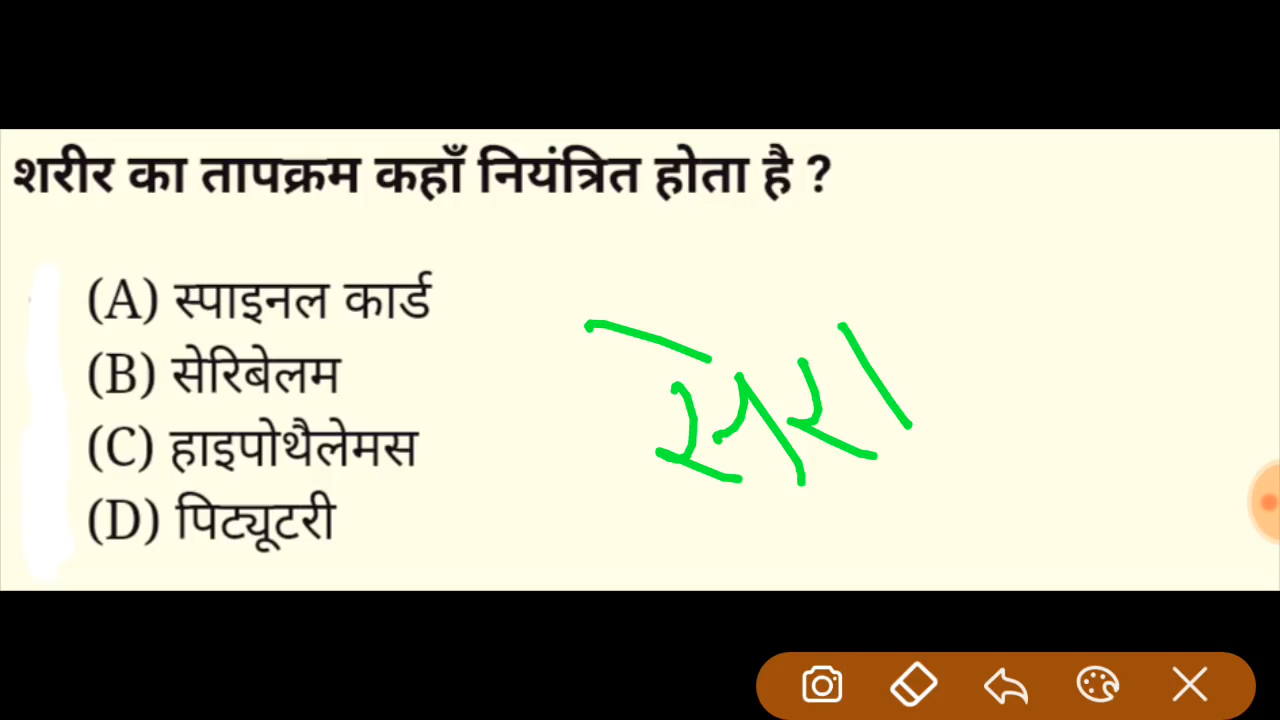 शरीर का तापक्रम कहाँ नियंत्रित होता है ?
(A) स्पाइनल कार्ड
(B) सेरिबेलम
(C) हाइपोथैलेमस
(D) पिट्यूटरी